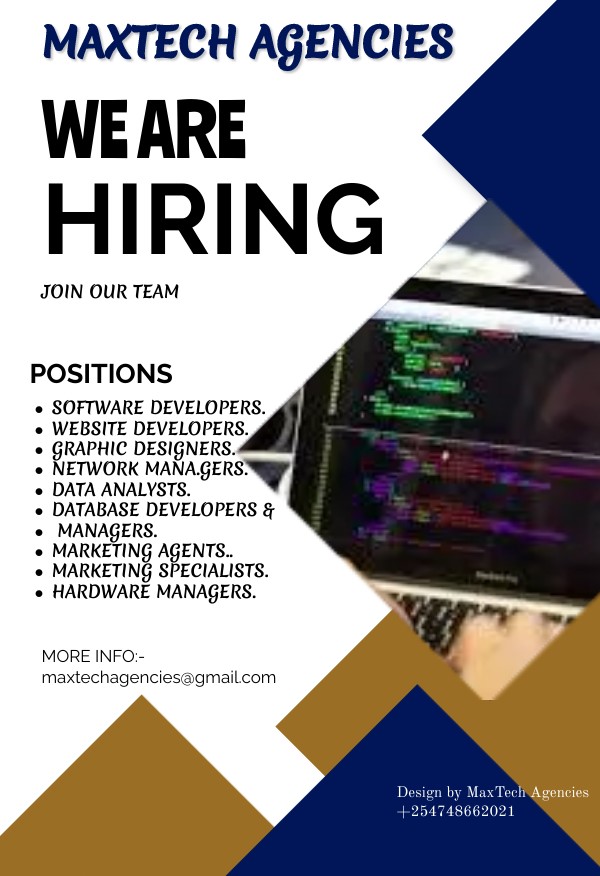 MAXTECH AGENCIES
WE ARE
HIRING
JOIN OUR TEAM
POSITIONS
• SOFTWARE DEVELOPERS.
• WEBSITE DEVELOPERS.
• GRAPHIC DESIGNERS.
• NETWORK MANA.GERS.
• DATA ANALYSTS.
• DATABASE DEVELOPERS &
• MANAGERS.
• MARKETING AGENTS..
• MARKETING SPECIALISTS.
• HARDWARE MANAGERS.
MORE INFO:-
maxtechagencies@gmail.com
Design by MaxTech Agencies
+254748662021